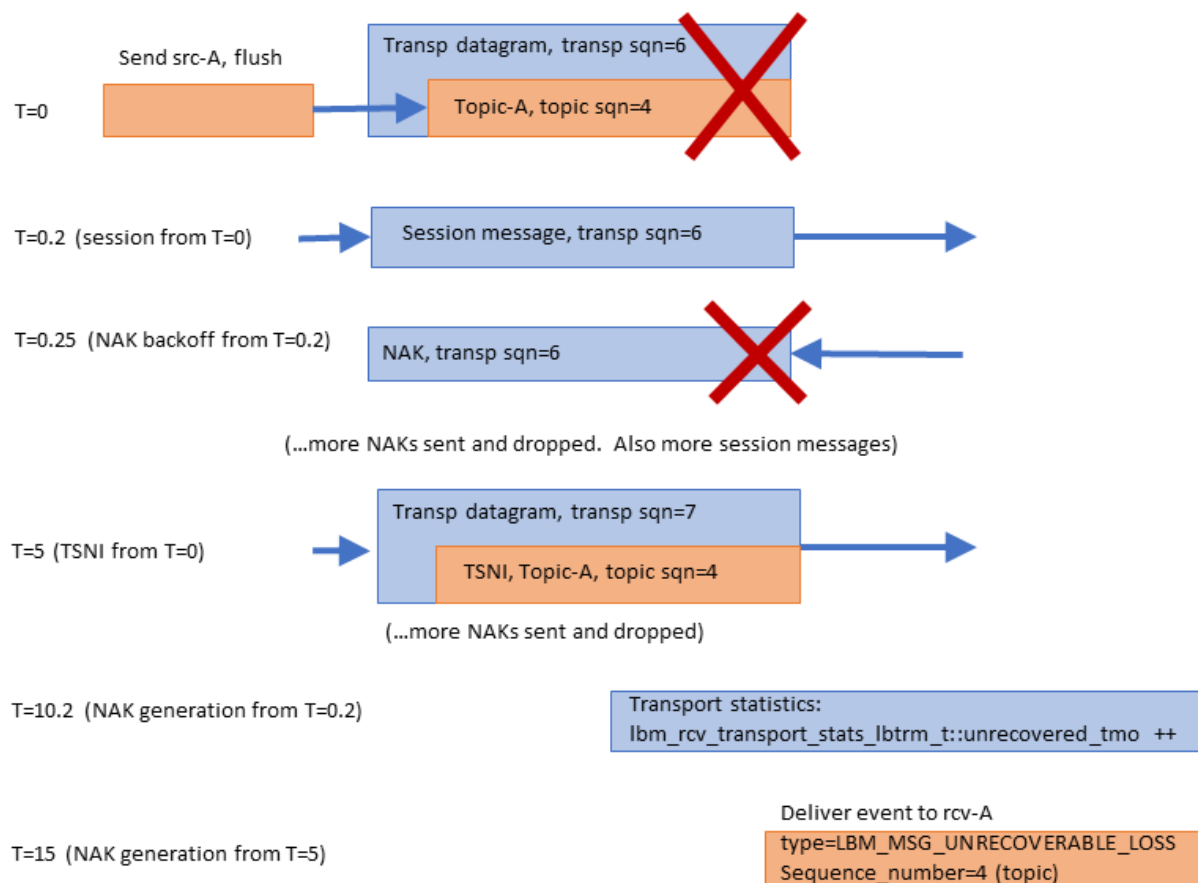 Send src-A, flush
Transp datagram, transp sqn=6
T=0
Topic-A, topic sqn=4
T=0.2 (session from T=0)
Session message, transp sqn=6
T=0.25 (NAK backoff from T=0.2)
NAK, transp sqn=6
(...more NAKs sent and dropped. Also more session messages)
Transp datagram, transp sqn=7
T=5 (TSNI from T=0)
TSNI, Topic-A, topic sqn=4
(...more NAKs sent and dropped)
T=10.2 (NAK generation from T=0.2)
Transport statistics:
lbm_rcv_transport_stats_lbtrm_t::unrecovered_tmo ++
Deliver event to rcv-A
T=15 (NAK generation from T=5)
type=LBM_MSG_UNRECOVERABLE_LOSS
Sequence_number=4 (topic)